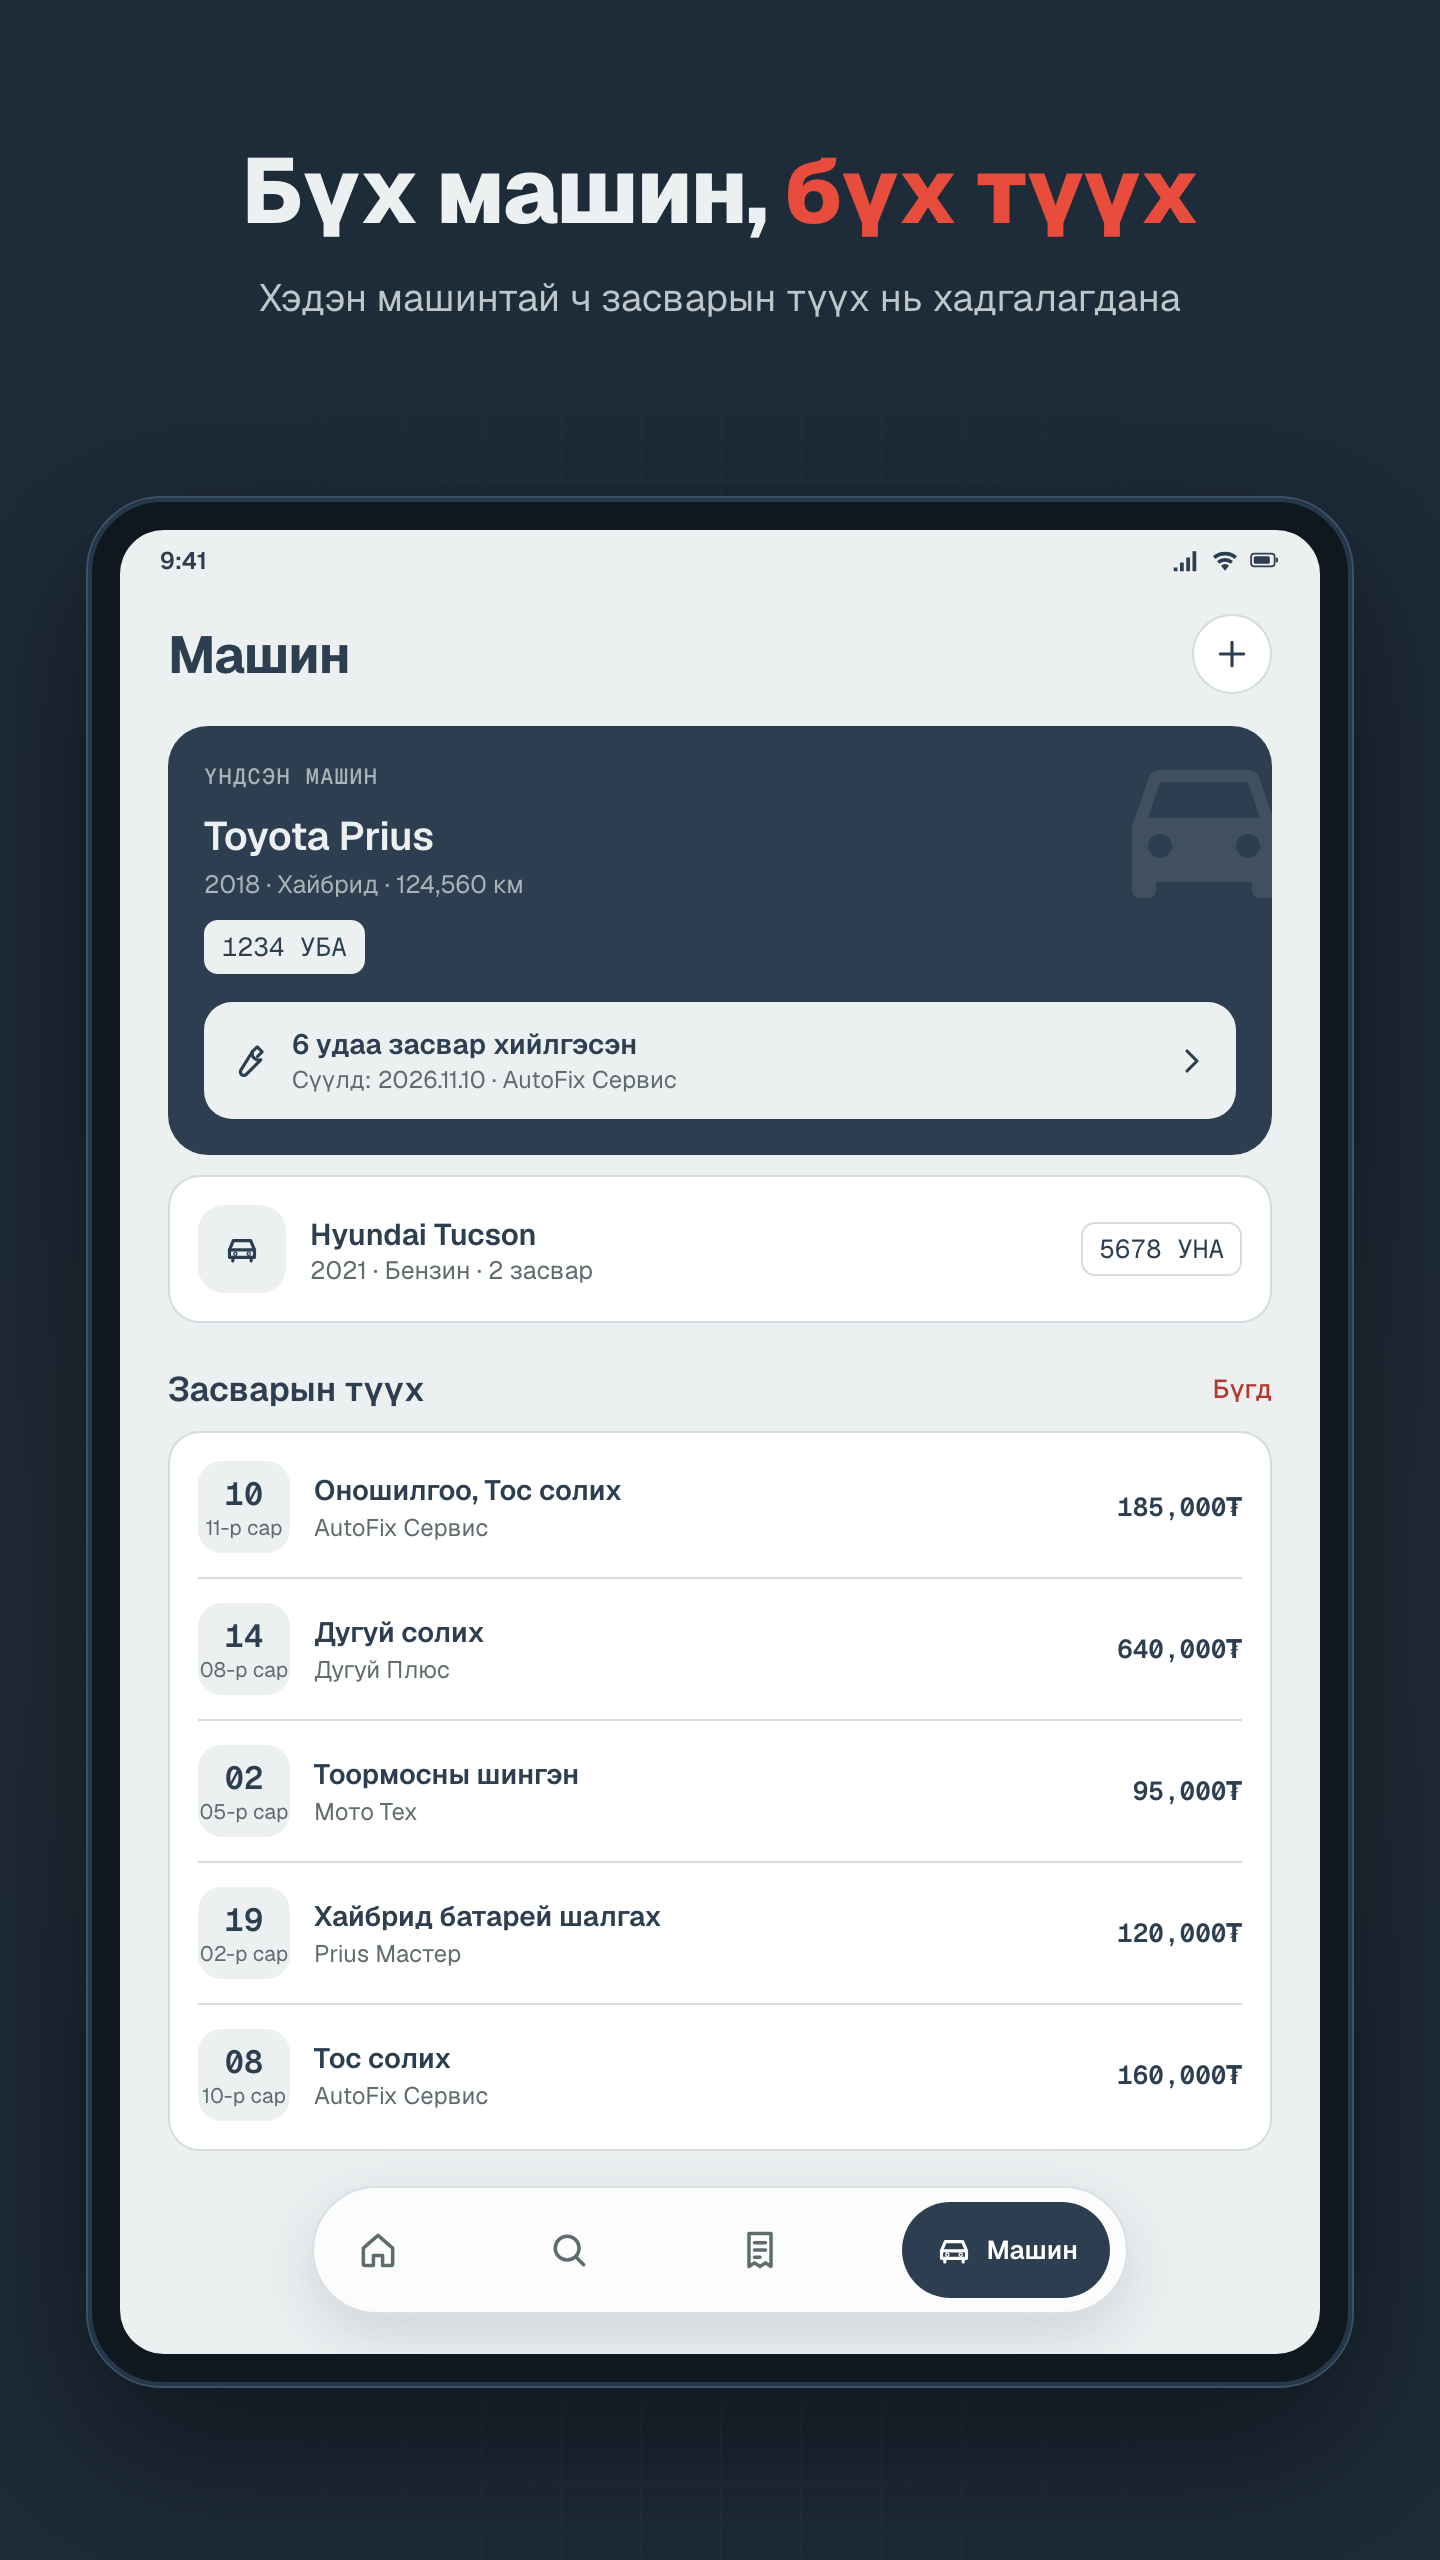 Бүх машин, бүх түүх
Хэдэн машинтай ч засварын түүх нь хадгалагдана
9:41
Машин
ҮНДСЭН МАШИН
Toyota Prius
2018 · Хайбрид · 124,560 км
1234 УБА
6 удаа засвар хийлгэсэн
Сүүлд: 2026.11.10 · AutoFix Сервис
Hyundai Tucson
2021 · Бензин · 2 засвар
5678 УНА
Засварын түүх
Бүгд
10
11-р сар
Оношилгоо, Тос солих
AutoFix Сервис
185,000₮
14
08-р сар
Дугуй солих
Дугуй Плюс
640,000₮
02
05-р сар
Тоормосны шингэн
Мото Тех
95,000₮
19
02-р сар
Хайбрид батарей шалгах
Prius Мастер
120,000₮
08
10-р сар
Тос солих
AutoFix Сервис
160,000₮
Машин